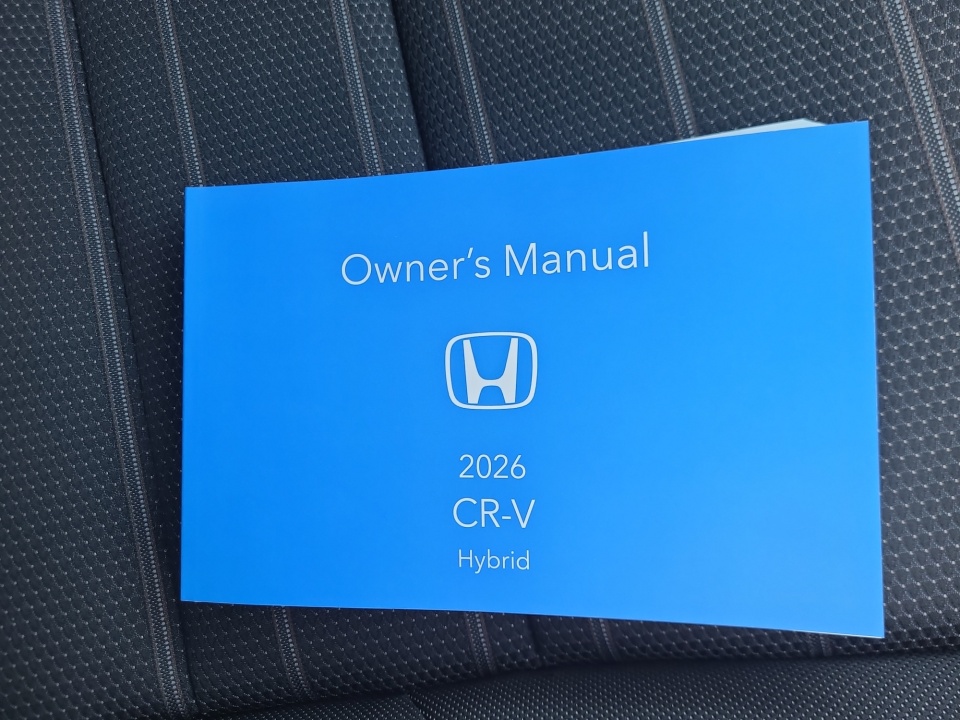 Owner's Manual
2026
CR-V
Hybrid